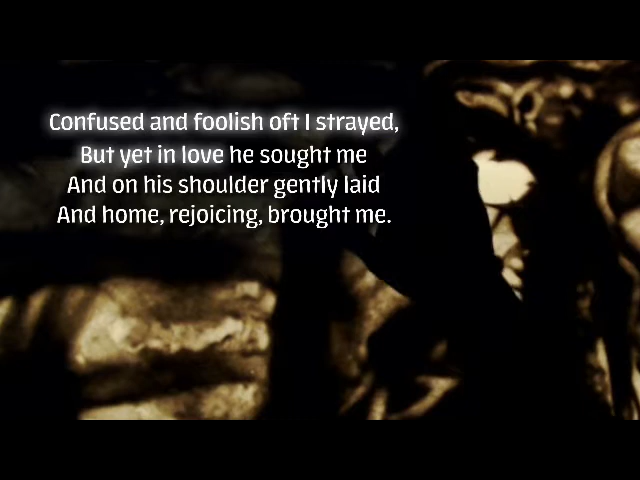 Confused and foolish oft I strayed,
But yet in love he sought me
And on his shoulder gently laid
And home, rejoicing, brought me.